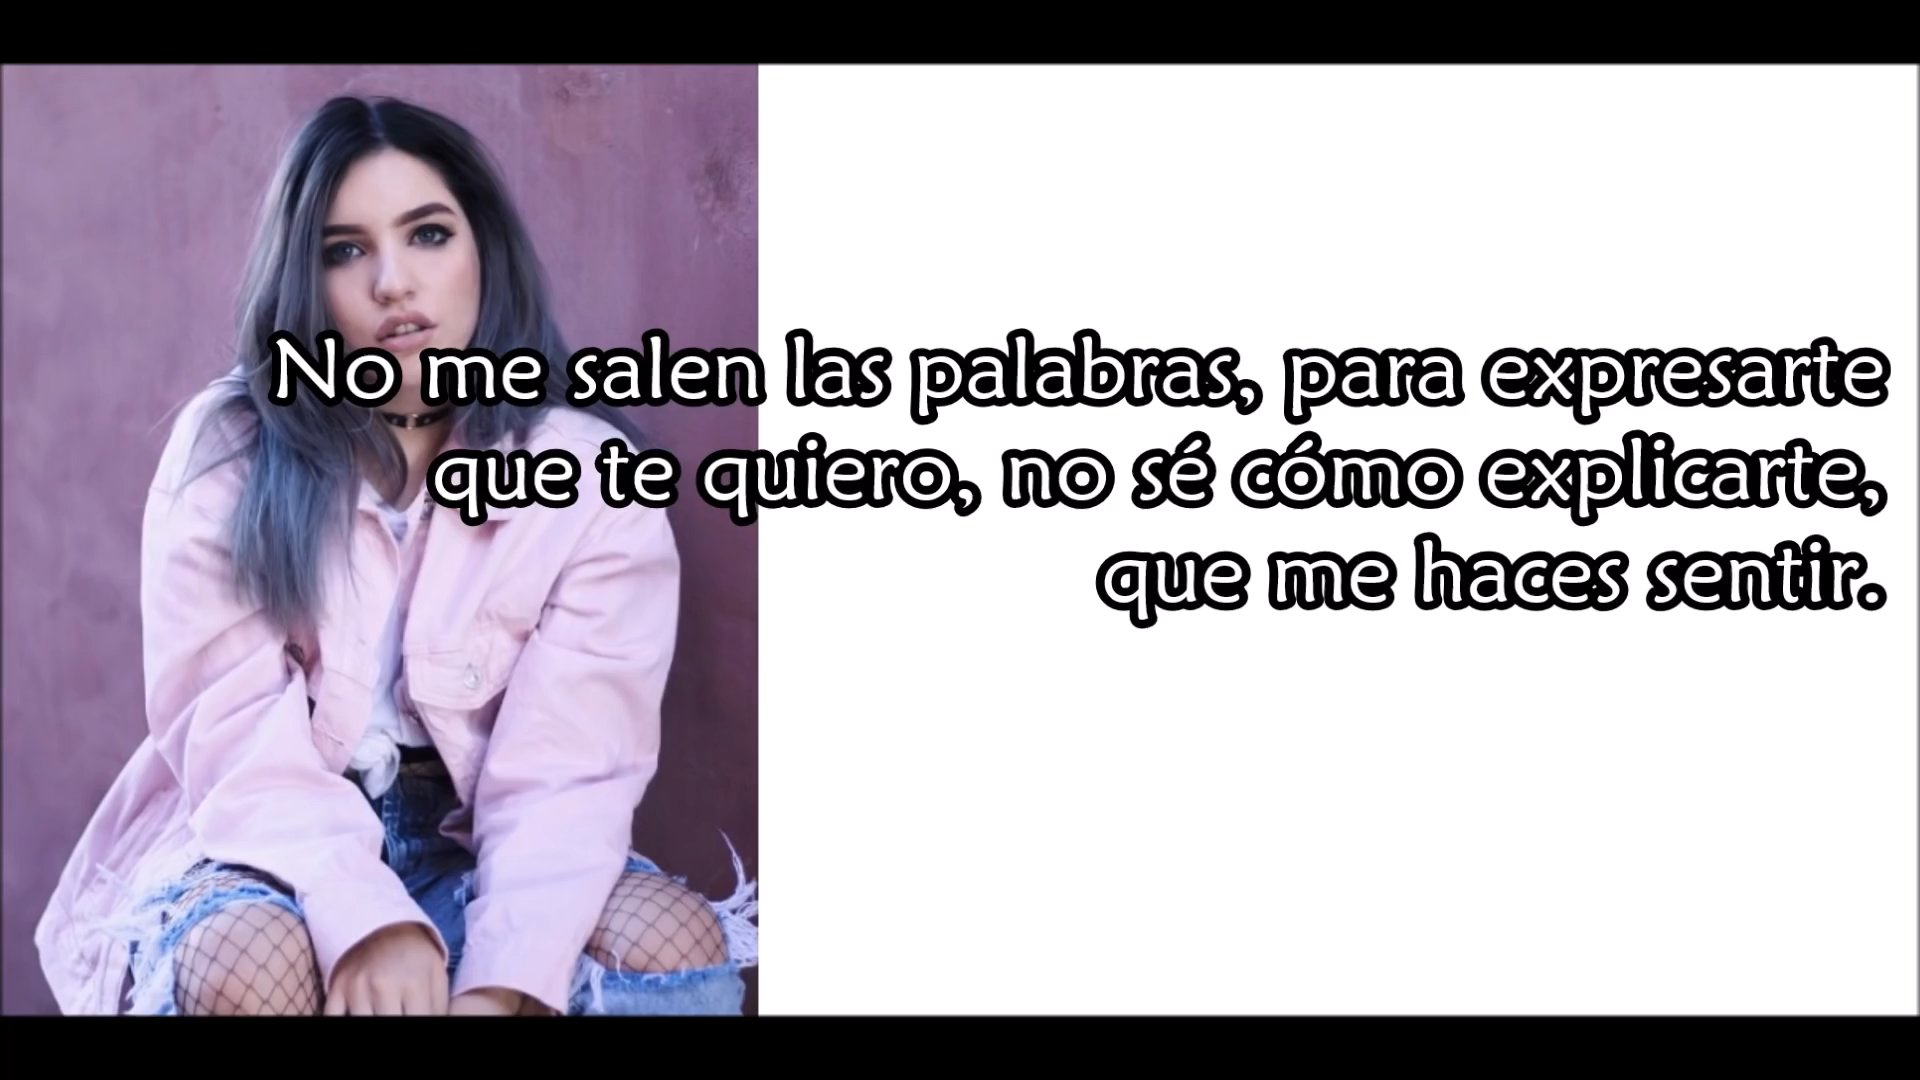 No me salen las palabras, para expresarte
que te quiero, no sé cómo explicarte,
que me haces sentir.